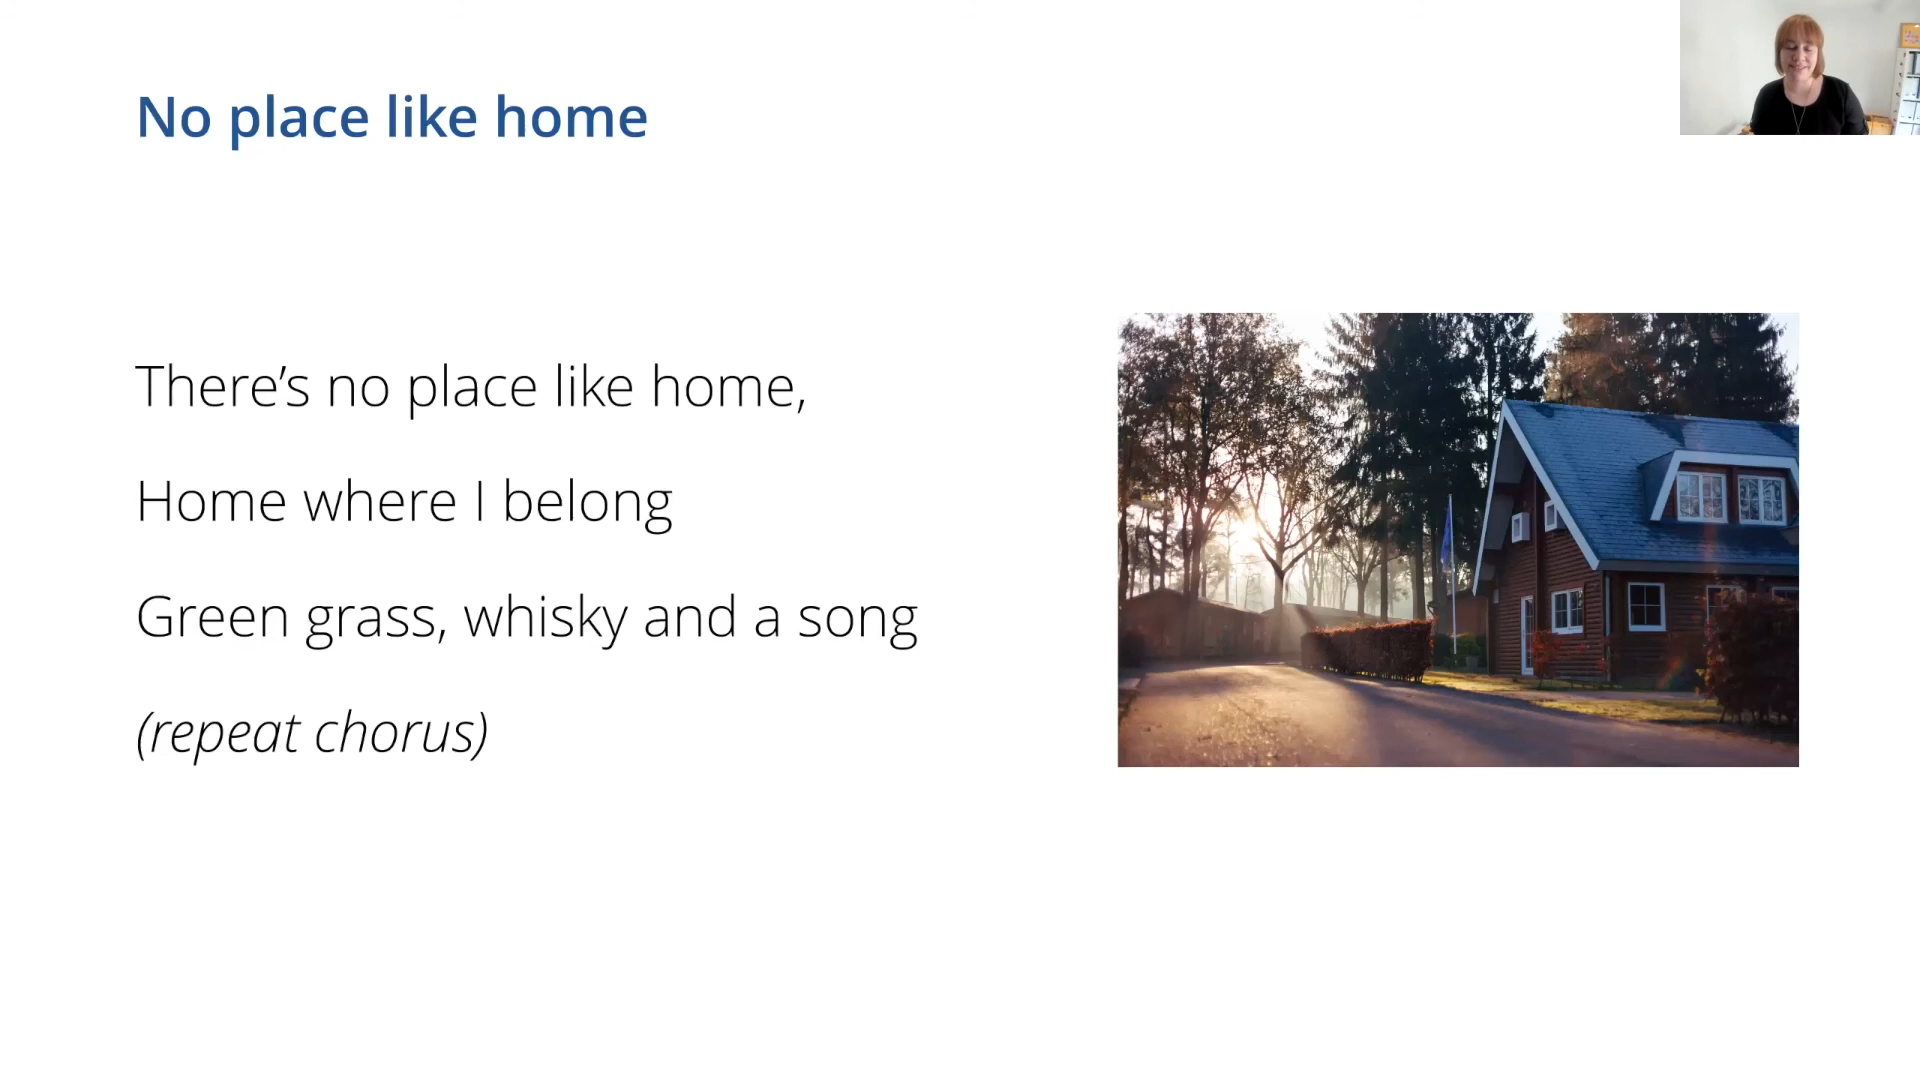 No place like home
There’s no place like home,
Home where I belong
Green grass, whisky and a song
(repeat chorus)